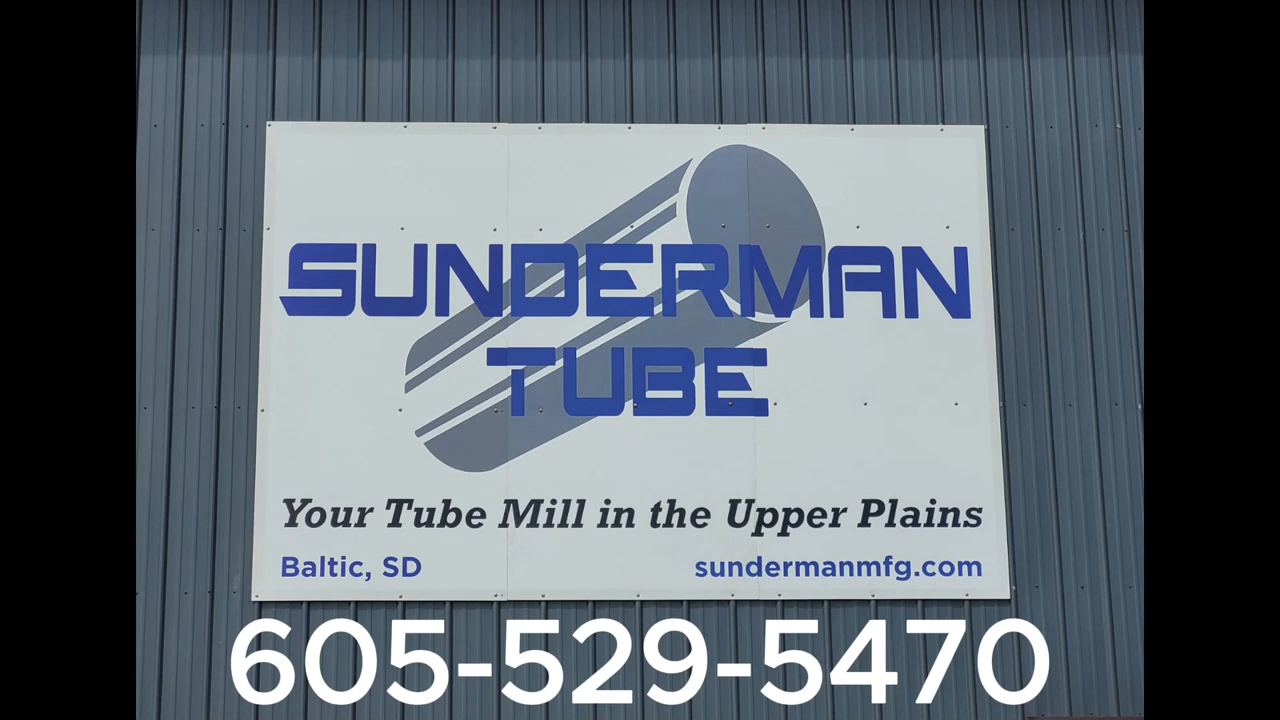 SUNDERMAN
TUBE
Your Tube Mill in the Upper Plains
Baltic, SD
sundermanmfg.com
605-529-5470